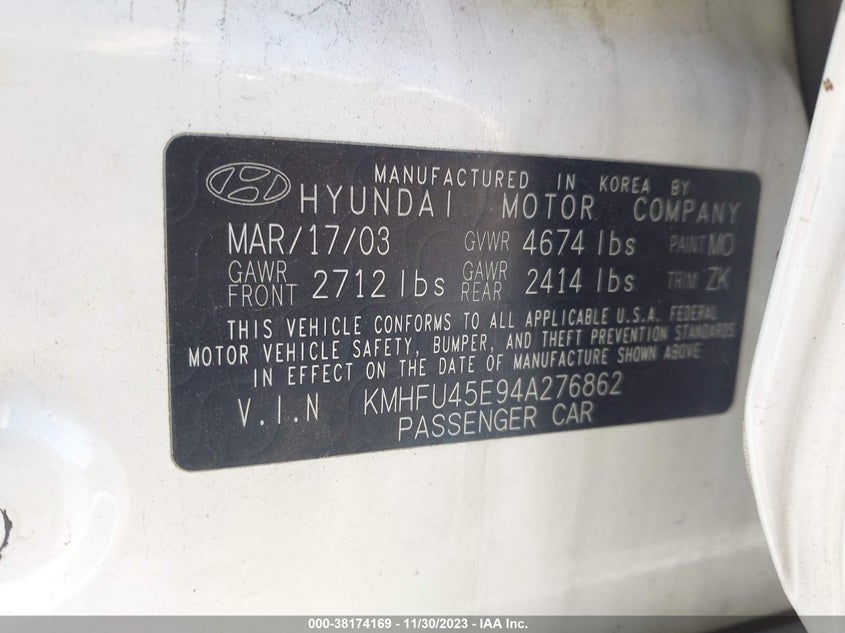 MANUFACTURED IN KOREA BY
HYUNDAI MOTOR COMPANY
MAR/17/03 GVWR 4674 lbs PAINT MO
GAWR FRONT 2712 lbs GAWR REAR 2414 lbs TRIM ZK
THIS VEHICLE CONFORMS TO ALL APPLICABLE U.S.A. FEDERAL
MOTOR VEHICLE SAFETY, BUMPER, AND THEFT PREVENTION STANDARDS
IN EFFECT ON THE DATE OF MANUFACTURE SHOWN ABOVE
V.I.N KMHFU45E94A276862
PASSENGER CAR
000-38174169 - 11/30/2023 - IAA Inc.